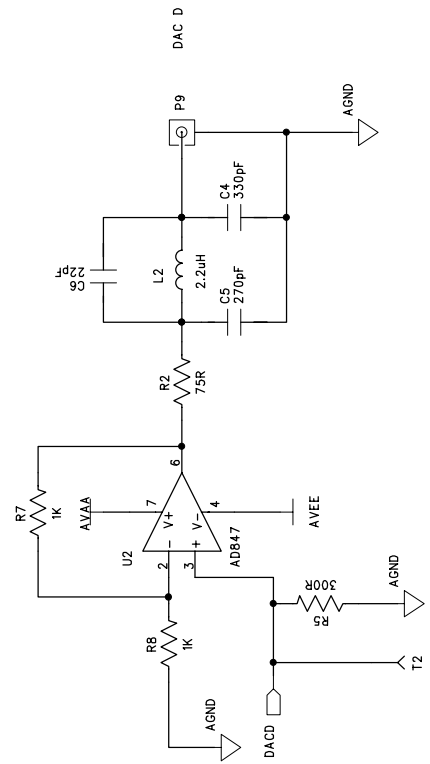 DAC D
P9
AGND
C6
22pF
L2
2.2uH
C4
330pF
C5
270pF
R2
75R
R7
1K
AVAA
6
7
4
V+
V-
U2
2
3
-
+
AD847
AVEE
R8
1K
AGND
R5
300R
AGND
DACD
T2